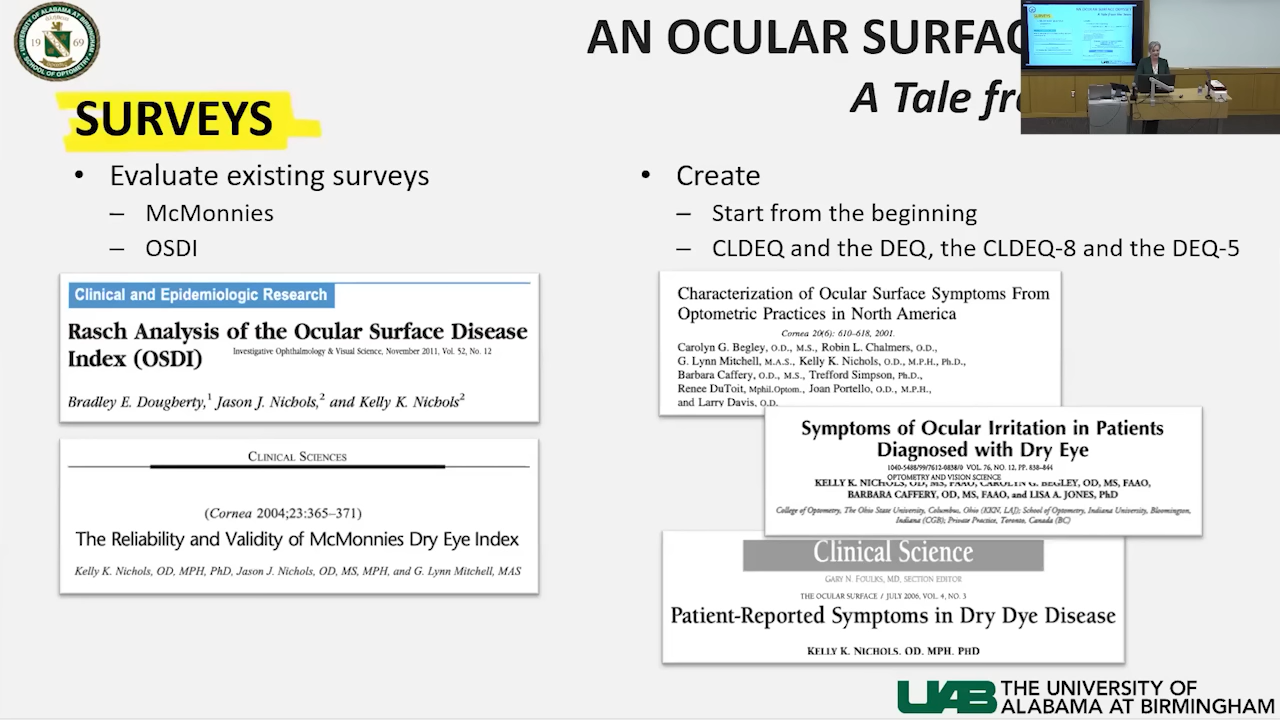 THE UNIVERSITY OF ALABAMA AT BIRMINGHAM
SCHOOL OF OPTOMETRY
1969
AN OCULAR SURFAC
A Tale fr
SURVEYS
• Evaluate existing surveys
– McMonnies
– OSDI
Clinical and Epidemiologic Research
Rasch Analysis of the Ocular Surface Disease
Index (OSDI)
Investigative Ophthalmology & Visual Science, November 2011, Vol. 52, No. 12
Bradley E. Dougherty,1 Jason J. Nichols,2 and Kelly K. Nichols2
CLINICAL SCIENCES
(Cornea 2004;23:365–371)
The Reliability and Validity of McMonnies Dry Eye Index
Kelly K. Nichols, OD, MPH, PhD, Jason J. Nichols, OD, MS, MPH, and G. Lynn Mitchell, MAS
• Create
– Start from the beginning
– CLDEQ and the DEQ, the CLDEQ-8 and the DEQ-5
Characterization of Ocular Surface Symptoms From
Optometric Practices in North America
Cornea 20(6): 610–618, 2001.
Carolyn G. Begley, O.D., M.S., Robin L. Chalmers, O.D.,
G. Lynn Mitchell, M.A.S., Kelly K. Nichols, O.D., M.P.H., Ph.D.,
Barbara Caffery, O.D., M.S., Trefford Simpson, Ph.D.,
Renee DuToit, Mphil.Optom., Joan Portello, O.D., M.P.H.,
and Larry Davis, O.D.
Symptoms of Ocular Irritation in Patients
Diagnosed with Dry Eye
1040-5488/99/7612-0838/0 VOL. 76, NO. 12, PP. 838–844
OPTOMETRY AND VISION SCIENCE
KELLY K. NICHOLS, OD, MS, FAAO, CAROLYN G. BEGLEY, OD, MS, FAAO,
BARBARA CAFFERY, OD, MS, FAAO, and LISA A. JONES, PhD
College of Optometry, The Ohio State University, Columbus, Ohio (KKN, LAJ); School of Optometry, Indiana University, Bloomington,
Indiana (CGB); Private Practice, Toronto, Canada (BC)
Clinical Science
GARY N. FOULKS, MD, SECTION EDITOR
THE OCULAR SURFACE / JULY 2006, VOL. 4, NO. 3
Patient-Reported Symptoms in Dry Dye Disease
KELLY K. NICHOLS, OD, MPH, PHD
UAB THE UNIVERSITY OF
ALABAMA AT BIRMINGHAM